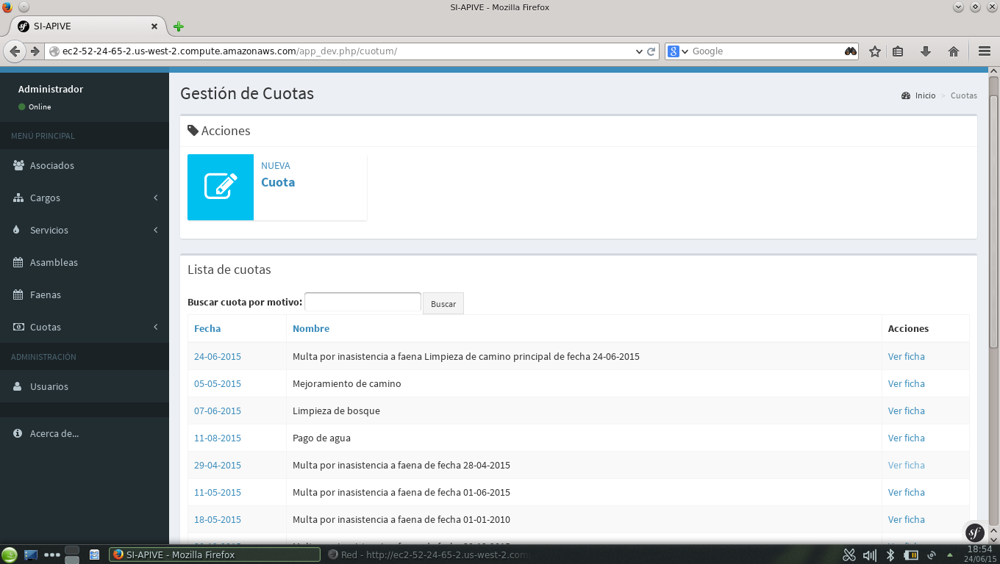 SI-APIVE - Mozilla Firefox
SI-APIVE
ec2-52-24-65-2.us-west-2.compute.amazonaws.com/app_dev.php/cuotum/
Google
Administrador
Online
MENÚ PRINCIPAL
Asociados
Cargos
Servicios
Asambleas
Faenas
Cuotas
ADMINISTRACIÓN
Usuarios
Acerca de...
Gestión de Cuotas
Inicio > Cuotas
Acciones
NUEVA
Cuota
Lista de cuotas
Buscar cuota por motivo: Buscar
Fecha Nombre Acciones
24-06-2015 Multa por inasistencia a faena Limpieza de camino principal de fecha 24-06-2015 Ver ficha
05-05-2015 Mejoramiento de camino Ver ficha
07-06-2015 Limpieza de bosque Ver ficha
11-08-2015 Pago de agua Ver ficha
29-04-2015 Multa por inasistencia a faena de fecha 28-04-2015 Ver ficha
11-05-2015 Multa por inasistencia a faena de fecha 01-06-2015 Ver ficha
18-05-2015 Multa por inasistencia a faena de fecha 01-01-2010 Ver ficha
SI-APIVE - Mozilla Firefox
Red - http://ec2-52-24-65-2.us-west-2.com
18:54
24/06/15